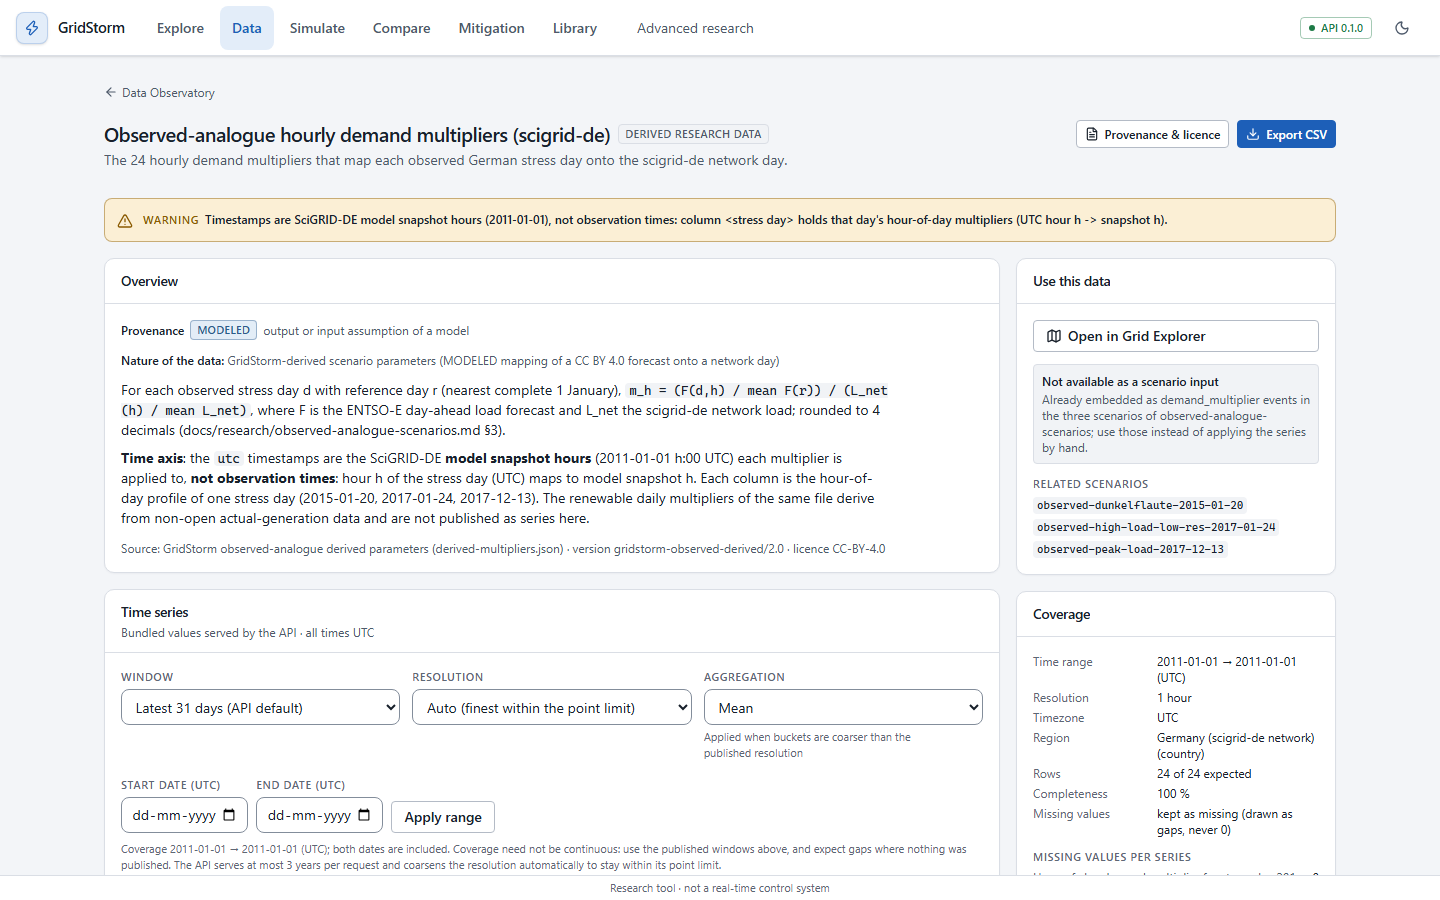 GridStorm
Explore
Data
Simulate
Compare
Mitigation
Library
Advanced research
API 0.1.0
Data Observatory
Observed-analogue hourly demand multipliers (scigrid-de)
DERIVED RESEARCH DATA
The 24 hourly demand multipliers that map each observed German stress day onto the scigrid-de network day.
Provenance & licence
Export CSV
WARNING Timestamps are SciGRID-DE model snapshot hours (2011-01-01), not observation times: column <stress day> holds that day's hour-of-day multipliers (UTC hour h -> snapshot h).
Overview
Provenance MODELED output or input assumption of a model
Nature of the data: GridStorm-derived scenario parameters (MODELED mapping of a CC BY 4.0 forecast onto a network day)
For each observed stress day d with reference day r (nearest complete 1 January), m_h = (F(d,h) / mean F(r)) / (L_net
(h) / mean L_net), where F is the ENTSO-E day-ahead load forecast and L_net the scigrid-de network load; rounded to 4
decimals (docs/research/observed-analogue-scenarios.md §3).
Time axis: the utc timestamps are the SciGRID-DE model snapshot hours (2011-01-01 h:00 UTC) each multiplier is
applied to, not observation times: hour h of the stress day (UTC) maps to model snapshot h. Each column is the hour-of-
day profile of one stress day (2015-01-20, 2017-01-24, 2017-12-13). The renewable daily multipliers of the same file derive
from non-open actual-generation data and are not published as series here.
Source: GridStorm observed-analogue derived parameters (derived-multipliers.json) · version gridstorm-observed-derived/2.0 · licence CC-BY-4.0
Use this data
Open in Grid Explorer
Not available as a scenario input
Already embedded as demand_multiplier events in
the three scenarios of observed-analogue-
scenarios; use those instead of applying the series
by hand.
RELATED SCENARIOS
observed-dunkelflaute-2015-01-20
observed-high-load-low-res-2017-01-24
observed-peak-load-2017-12-13
Time series
Bundled values served by the API · all times UTC
WINDOW
Latest 31 days (API default)
RESOLUTION
Auto (finest within the point limit)
AGGREGATION
Mean
Applied when buckets are coarser than the
published resolution
START DATE (UTC)
dd-mm-yyyy
END DATE (UTC)
dd-mm-yyyy
Apply range
Coverage 2011-01-01 → 2011-01-01 (UTC); both dates are included. Coverage need not be continuous: use the published windows above, and expect gaps where nothing was
published. The API serves at most 3 years per request and coarsens the resolution automatically to stay within its point limit.
Coverage
Time range 2011-01-01 → 2011-01-01
(UTC)
Resolution 1 hour
Timezone UTC
Region Germany (scigrid-de network)
(country)
Rows 24 of 24 expected
Completeness 100 %
Missing values kept as missing (drawn as
gaps, never 0)
MISSING VALUES PER SERIES
Research tool · not a real-time control system